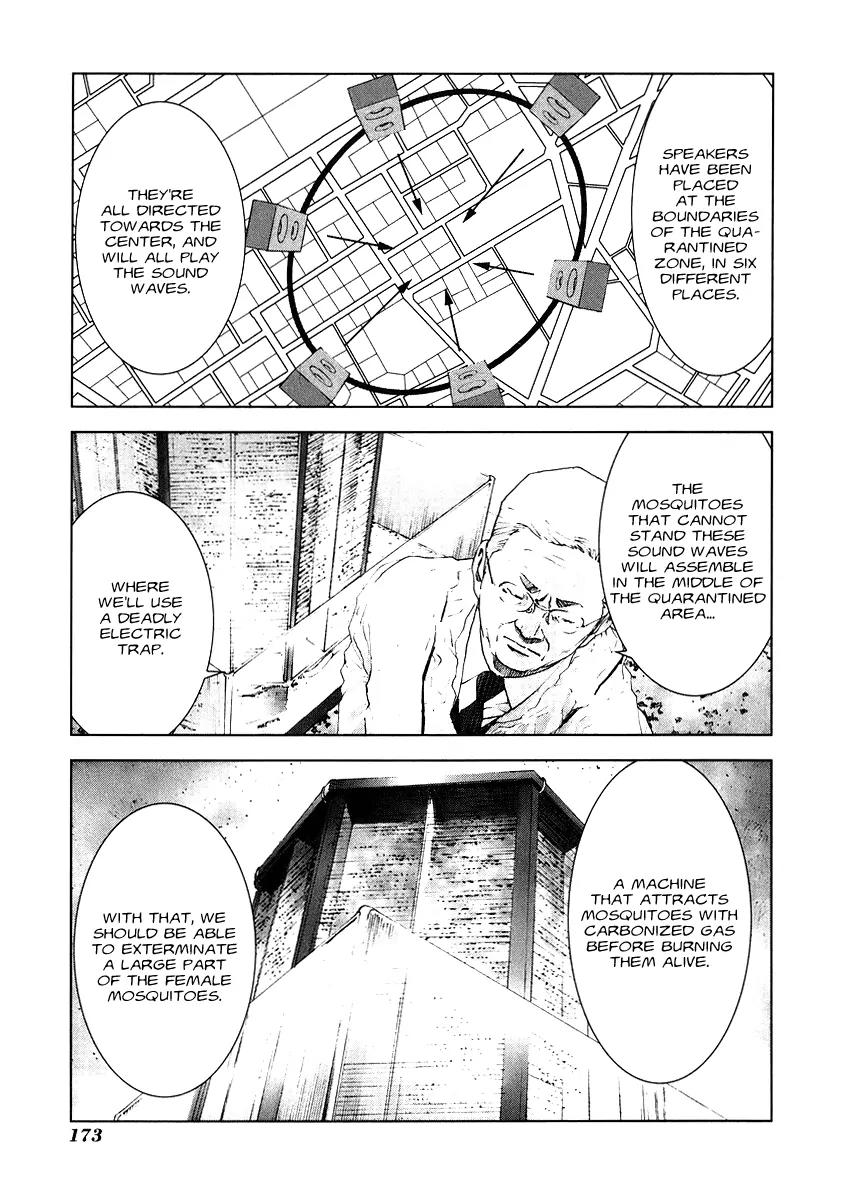 SPEAKERS
HAVE BEEN
PLACED
AT THE
BOUNDARIES
OF THE QUA-
RANTINED
ZONE, IN SIX
DIFFERENT
PLACES.
THEY'RE
ALL DIRECTED
TOWARDS THE
CENTER, AND
WILL ALL PLAY
THE SOUND
WAVES.
THE
MOSQUITOES
THAT CANNOT
STAND THESE
SOUND WAVES
WILL ASSEMBLE
IN THE MIDDLE OF
THE QUARANTINED
AREA...
WHERE
WE'LL USE
A DEADLY
ELECTRIC
TRAP.
A MACHINE
THAT ATTRACTS
MOSQUITOES WITH
CARBONIZED GAS
BEFORE BURNING
THEM ALIVE.
WITH THAT, WE
SHOULD BE ABLE
TO EXTERMINATE
A LARGE PART
OF THE FEMALE
MOSQUITOES.
173